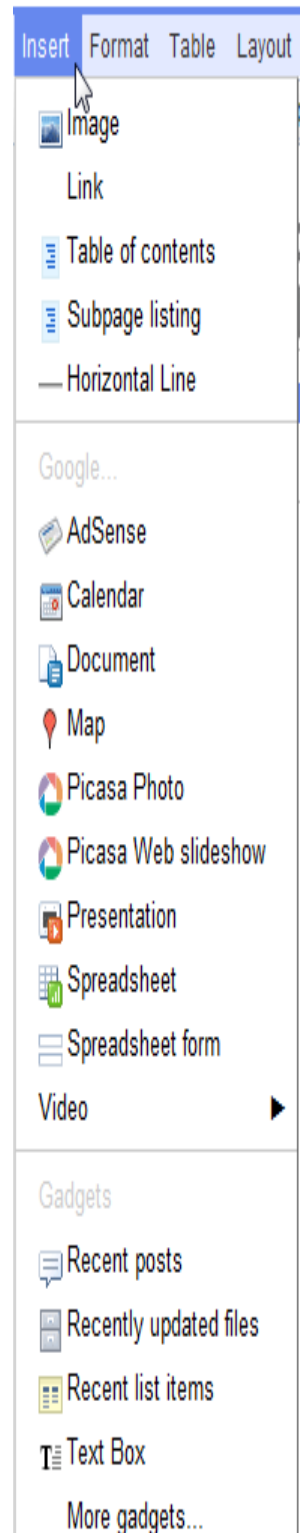 Insert Format Table Layout
Image
Link
Table of contents
Subpage listing
Horizontal Line
Google...
AdSense
Calendar
Document
Map
Picasa Photo
Picasa Web slideshow
Presentation
Spreadsheet
Spreadsheet form
Video
Gadgets
Recent posts
Recently updated files
Recent list items
Text Box
More gadgets...